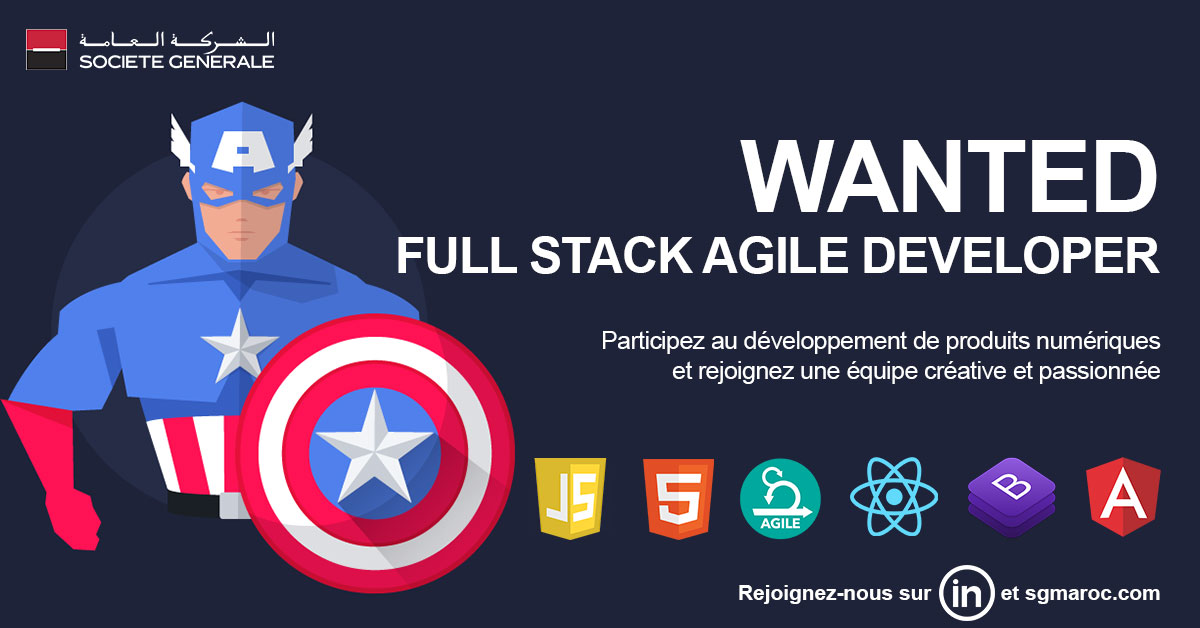 الشركة العامة
SOCIETE GENERALE
A
WANTED
FULL STACK AGILE DEVELOPER
Participez au développement de produits numériques
et rejoignez une équipe créative et passionnée
JS 5 AGILE B A
Rejoignez-nous sur in et sgmaroc.com